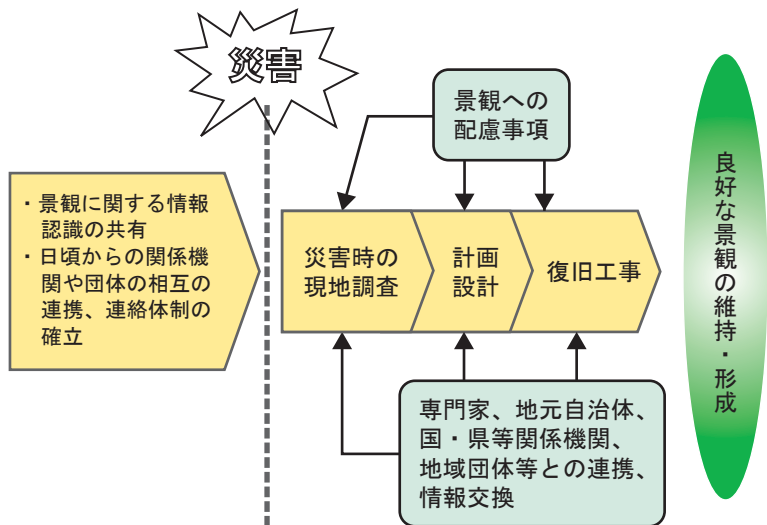 災害
景観への
配慮事項
・景観に関する情報
認識の共有
・日頃からの関係機
関や団体の相互の
連携、連絡体制の
確立
災害時の
現地調査
計画
設計
復旧工事
専門家、地元自治体、
国・県等関係機関、
地域団体等との連携、
情報交換
良好な景観の維持・形成